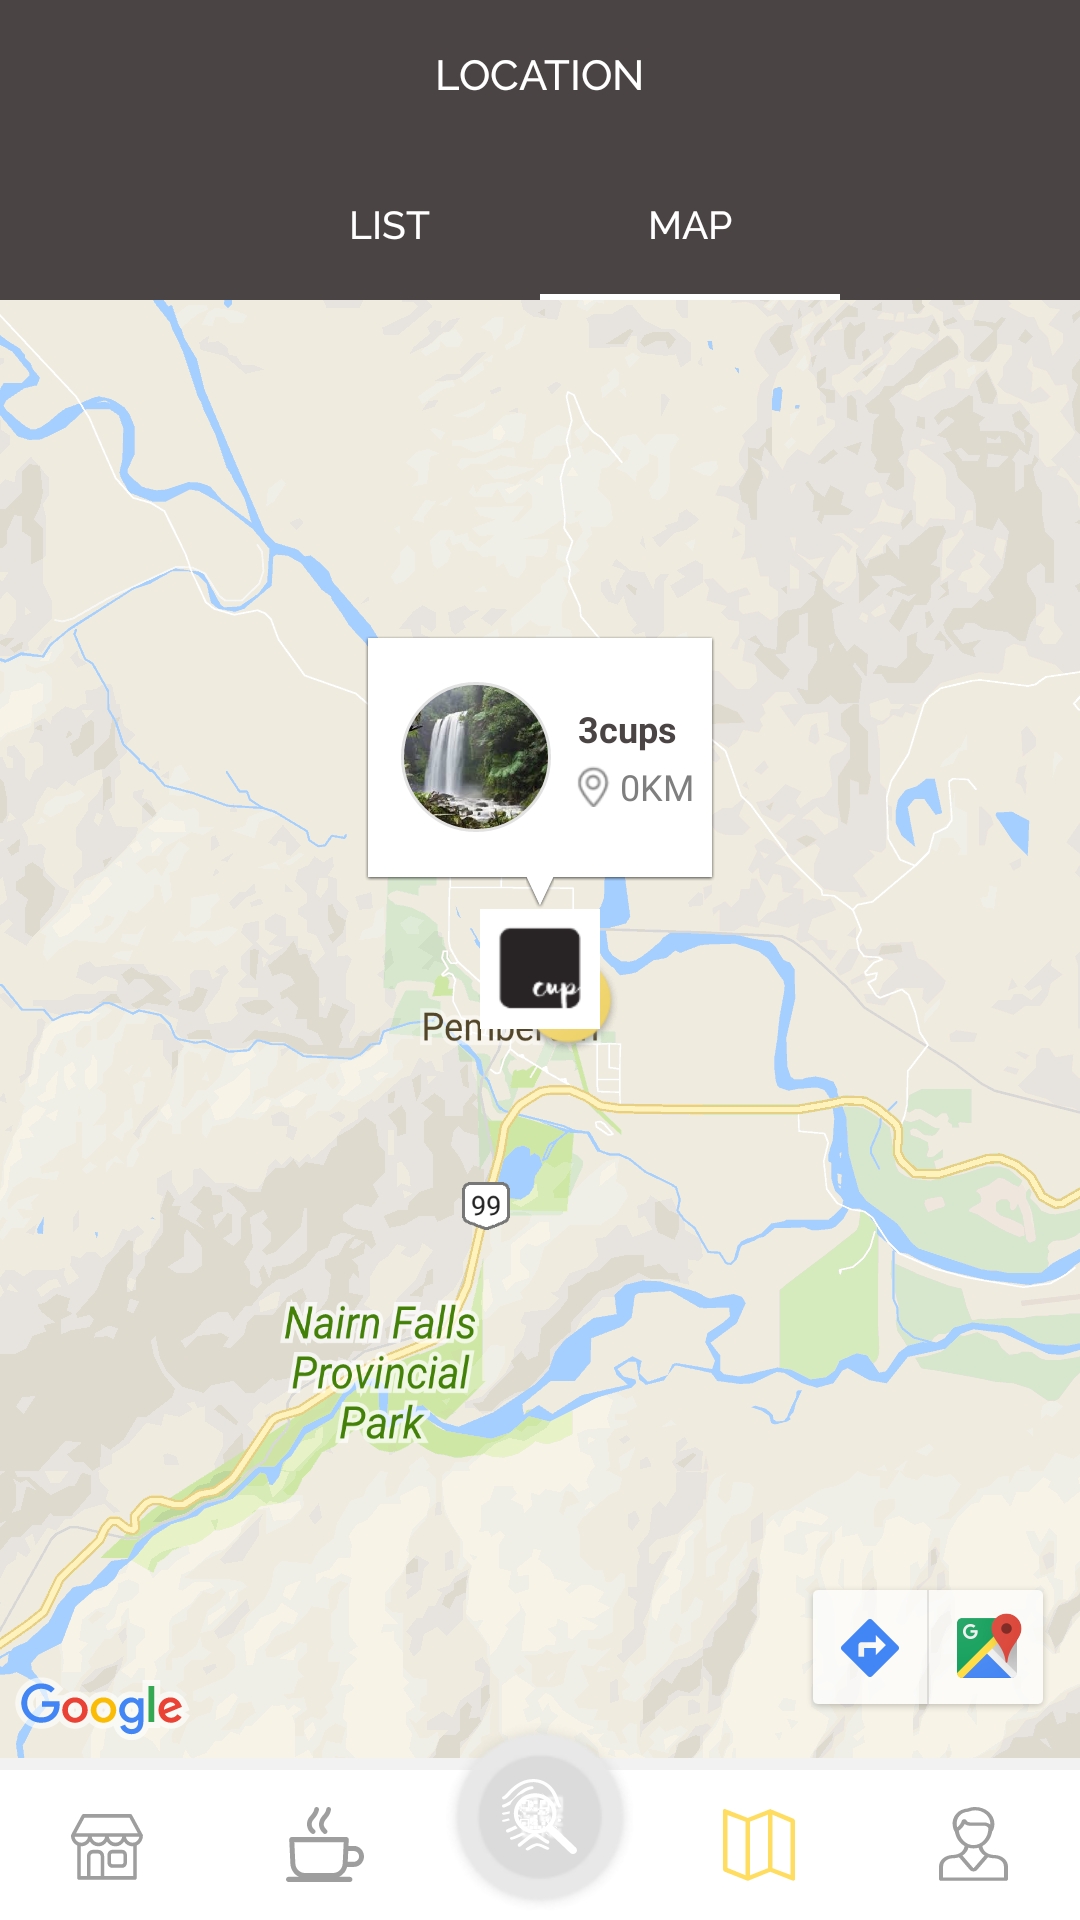 LOCATION
LIST
MAP
3cups
0KM
cup
99
Nairn Falls
Provincial
Park
G
Google